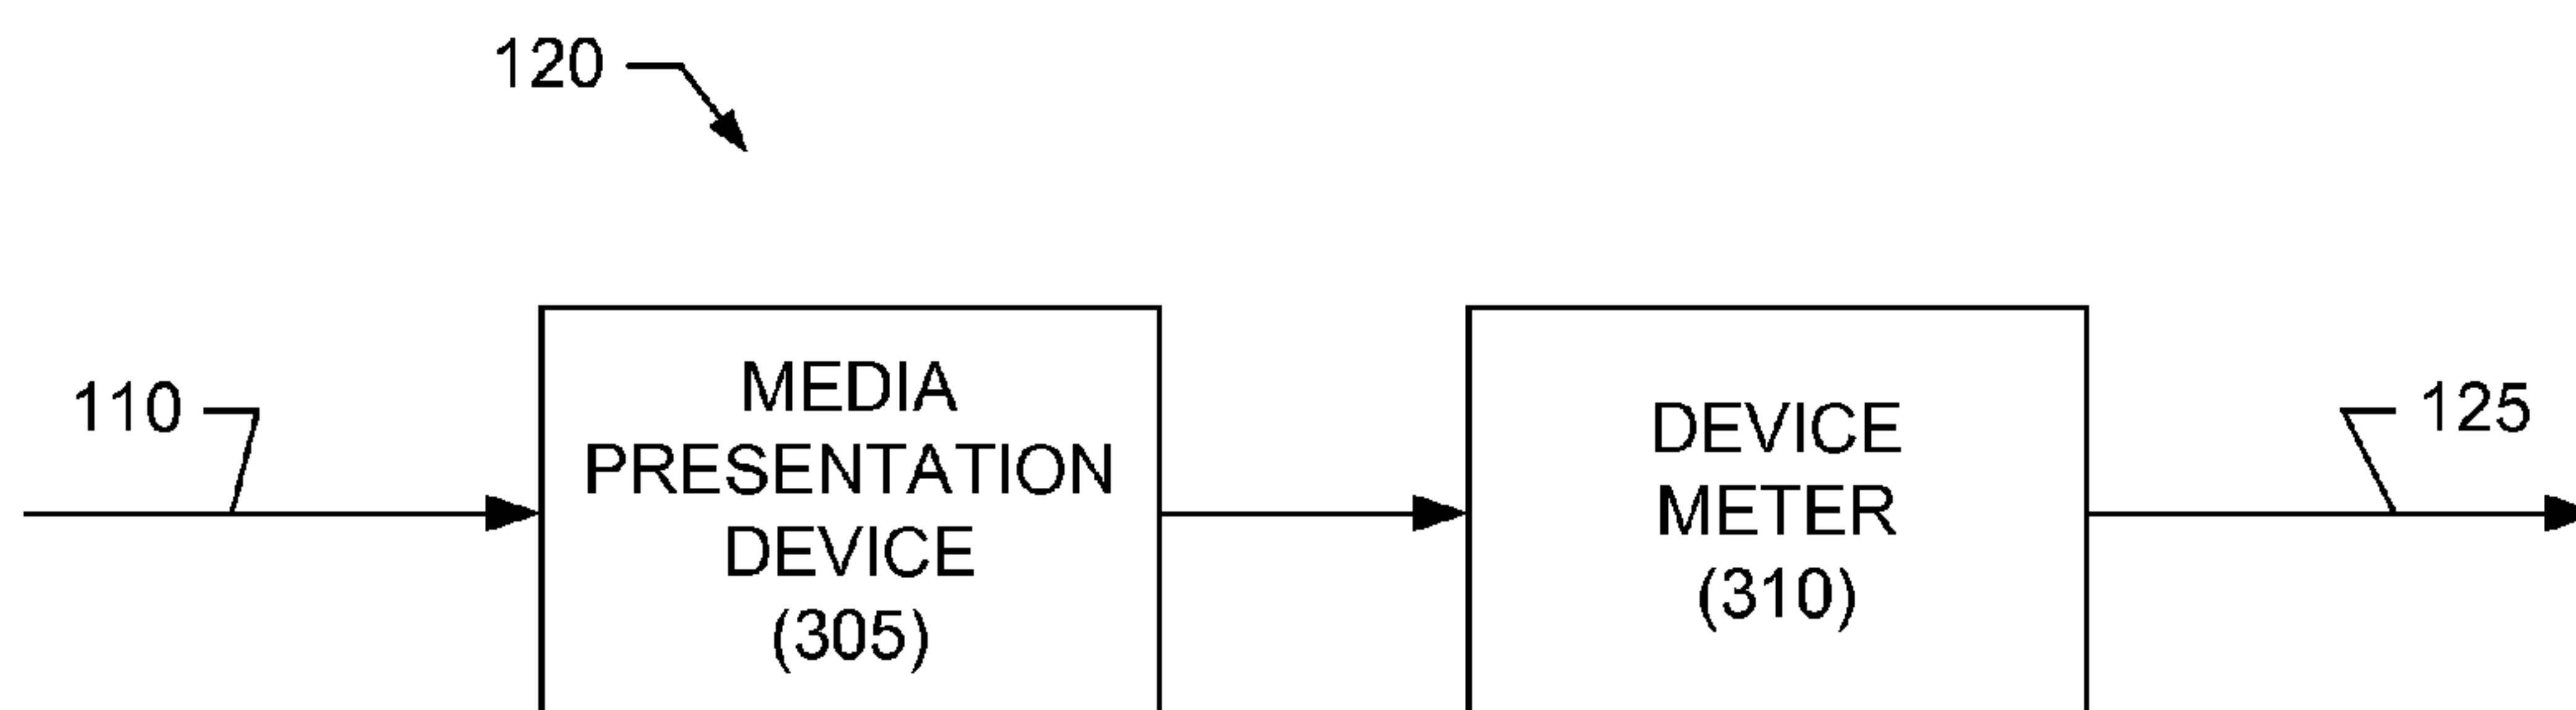 120
110
MEDIA
PRESENTATION
DEVICE
(305)
DEVICE
METER
(310)
125